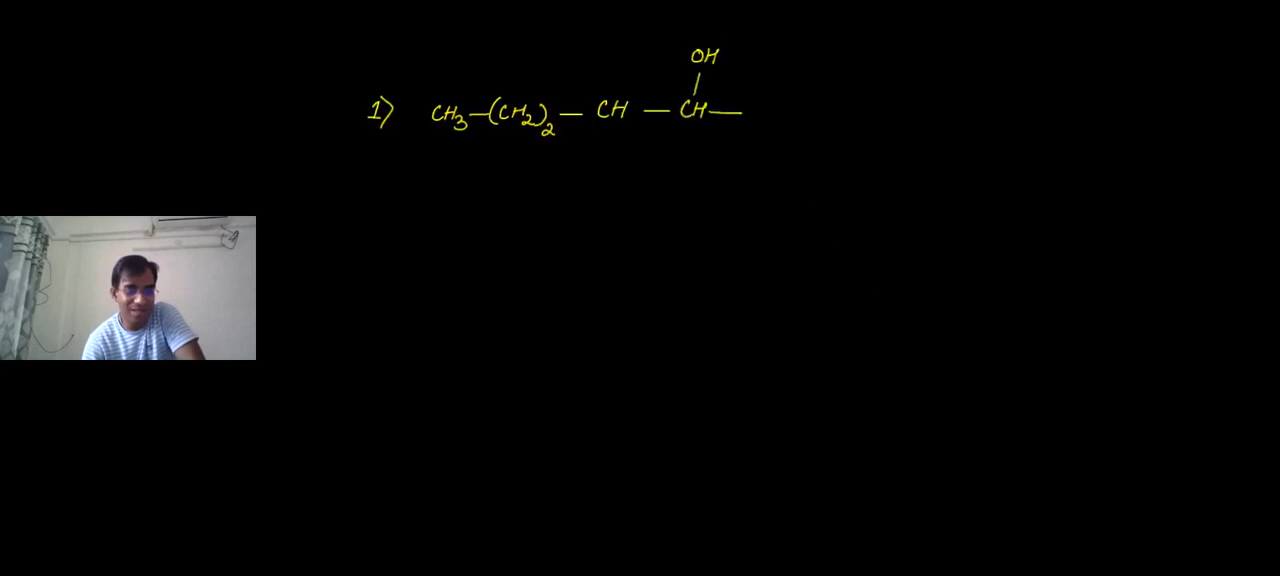 OH
1) CH3—(CH2)2— CH — CH—